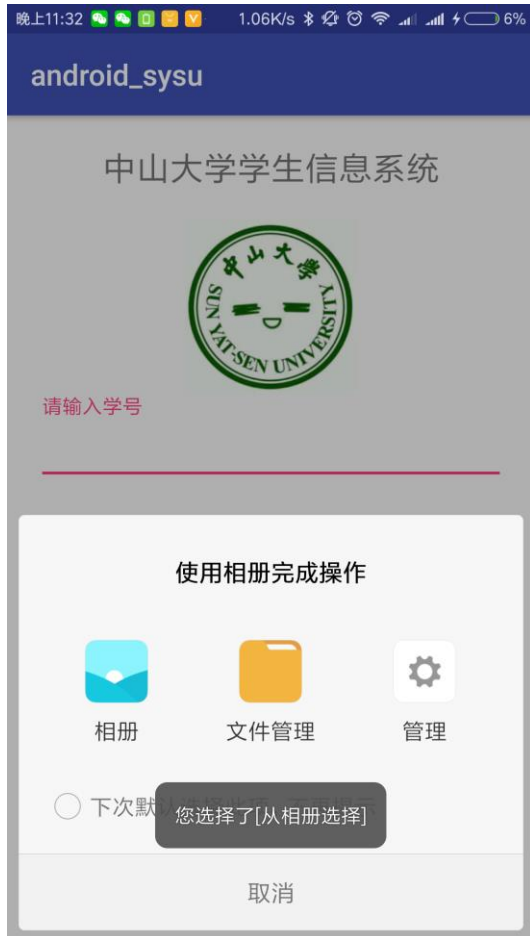 晚上11:32 1.06K/s 6%
android_sysu
中山大学学生信息系统
中山大學
SUN YAT-SEN UNIVERSITY
请输入学号
使用相册完成操作
相册 文件管理 管理
下次默认
您选择了[从相册选择]
取消